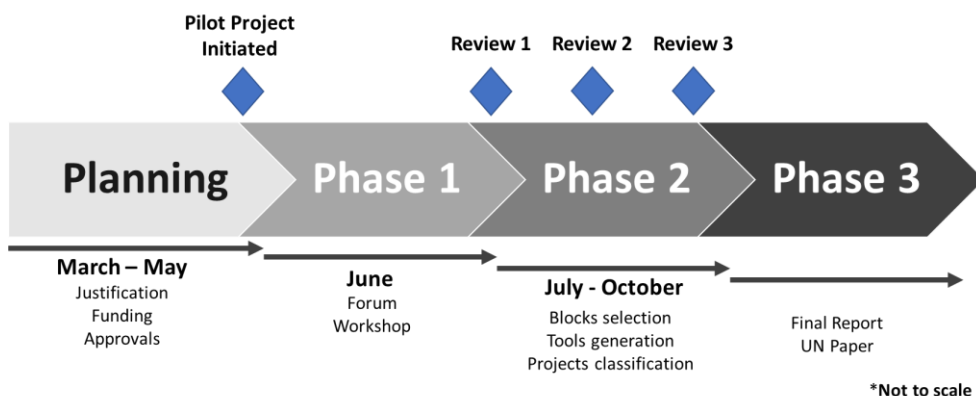 Pilot Project
Initiated
Review 1
Review 2
Review 3
Planning
Phase 1
Phase 2
Phase 3
March – May
Justification
Funding
Approvals
June
Forum
Workshop
July - October
Blocks selection
Tools generation
Projects classification
Final Report
UN Paper
*Not to scale